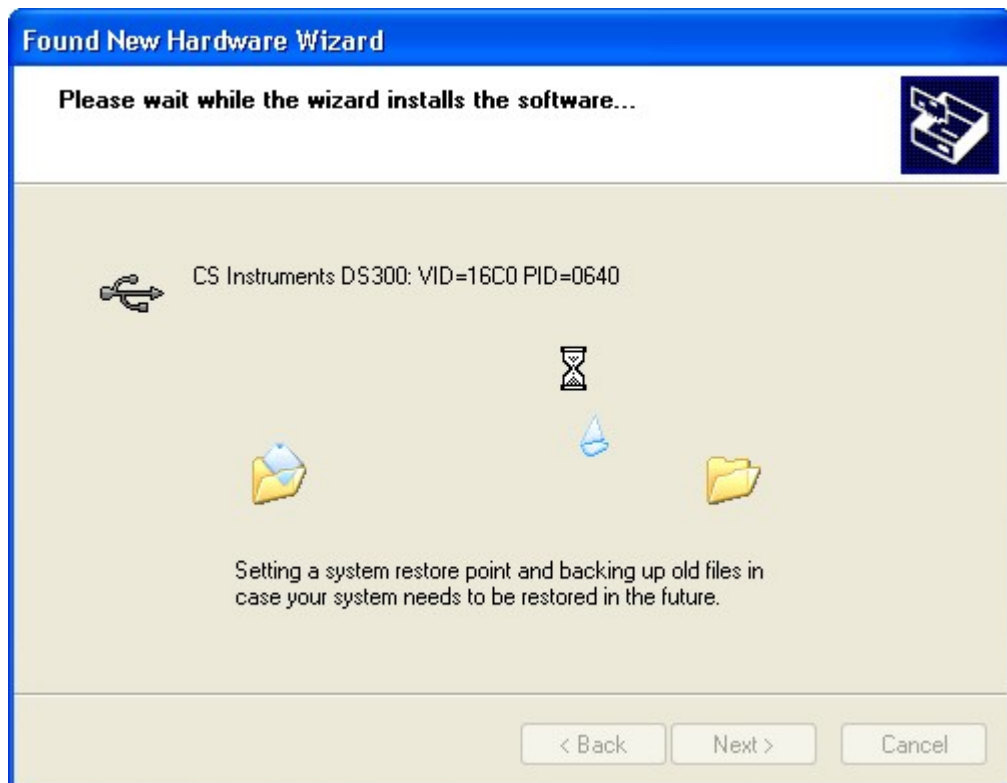 Found New Hardware Wizard
Please wait while the wizard installs the software...
CS Instruments DS300: VID=16C0 PID=0640
Setting a system restore point and backing up old files in
case your system needs to be restored in the future.
< Back
Next >
Cancel